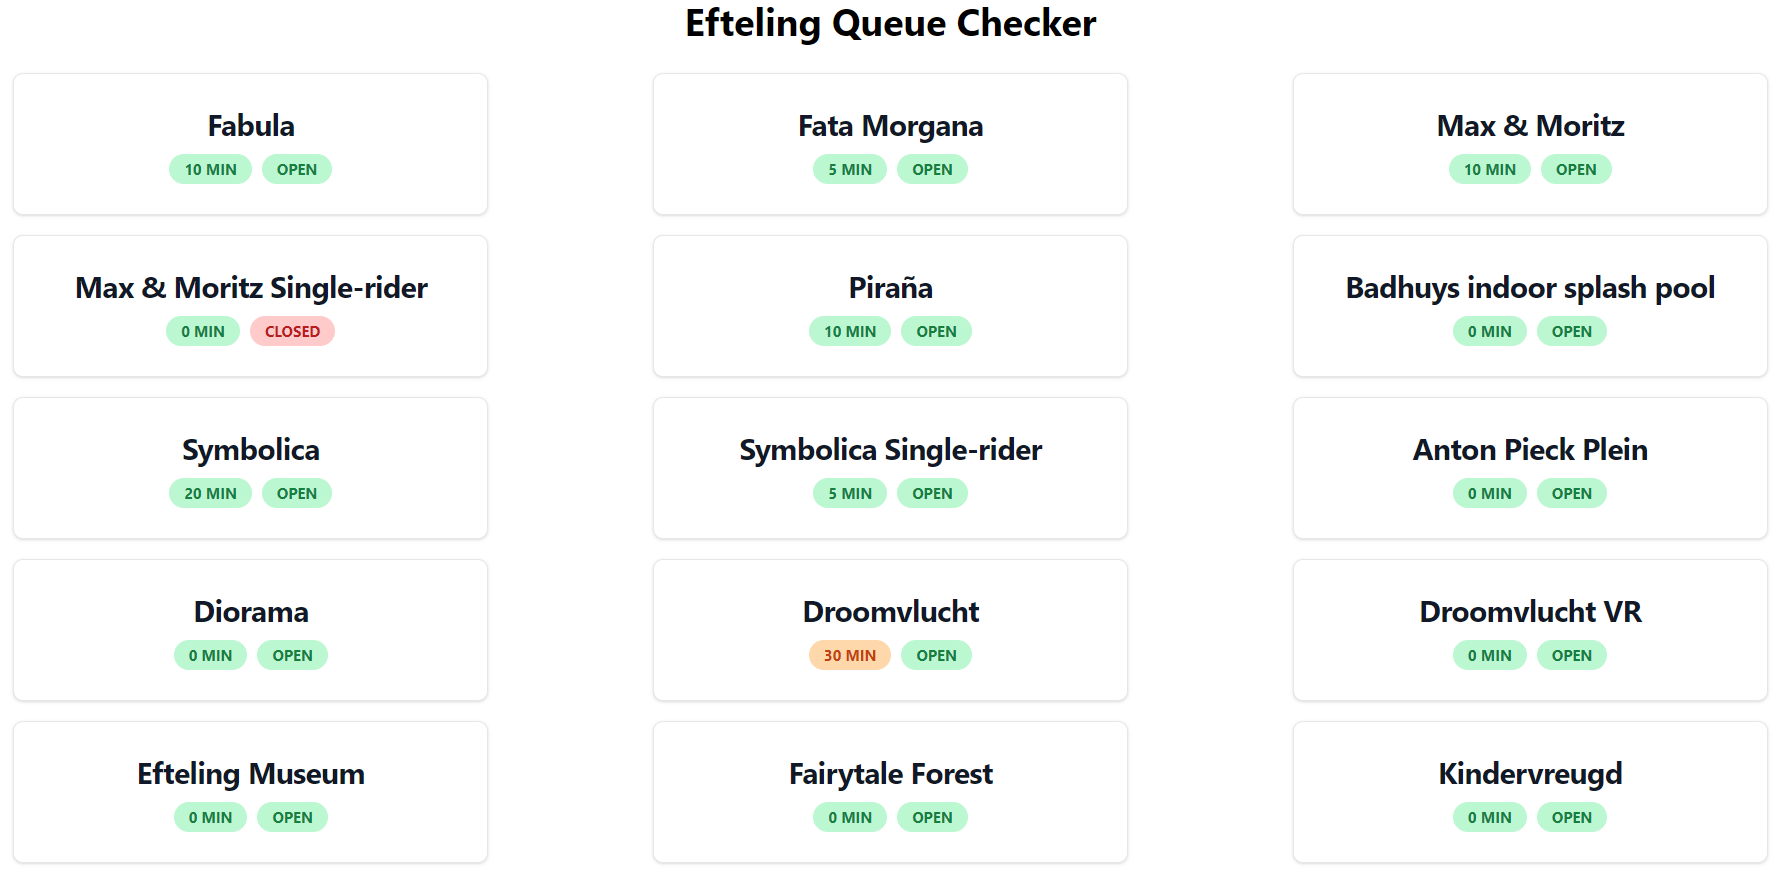 Efteling Queue Checker
Fabula
10 MIN OPEN
Fata Morgana
5 MIN OPEN
Max & Moritz
10 MIN OPEN
Max & Moritz Single-rider
0 MIN CLOSED
Piraña
10 MIN OPEN
Badhuys indoor splash pool
0 MIN OPEN
Symbolica
20 MIN OPEN
Symbolica Single-rider
5 MIN OPEN
Anton Pieck Plein
0 MIN OPEN
Diorama
0 MIN OPEN
Droomvlucht
30 MIN OPEN
Droomvlucht VR
0 MIN OPEN
Efteling Museum
0 MIN OPEN
Fairytale Forest
0 MIN OPEN
Kindervreugd
0 MIN OPEN